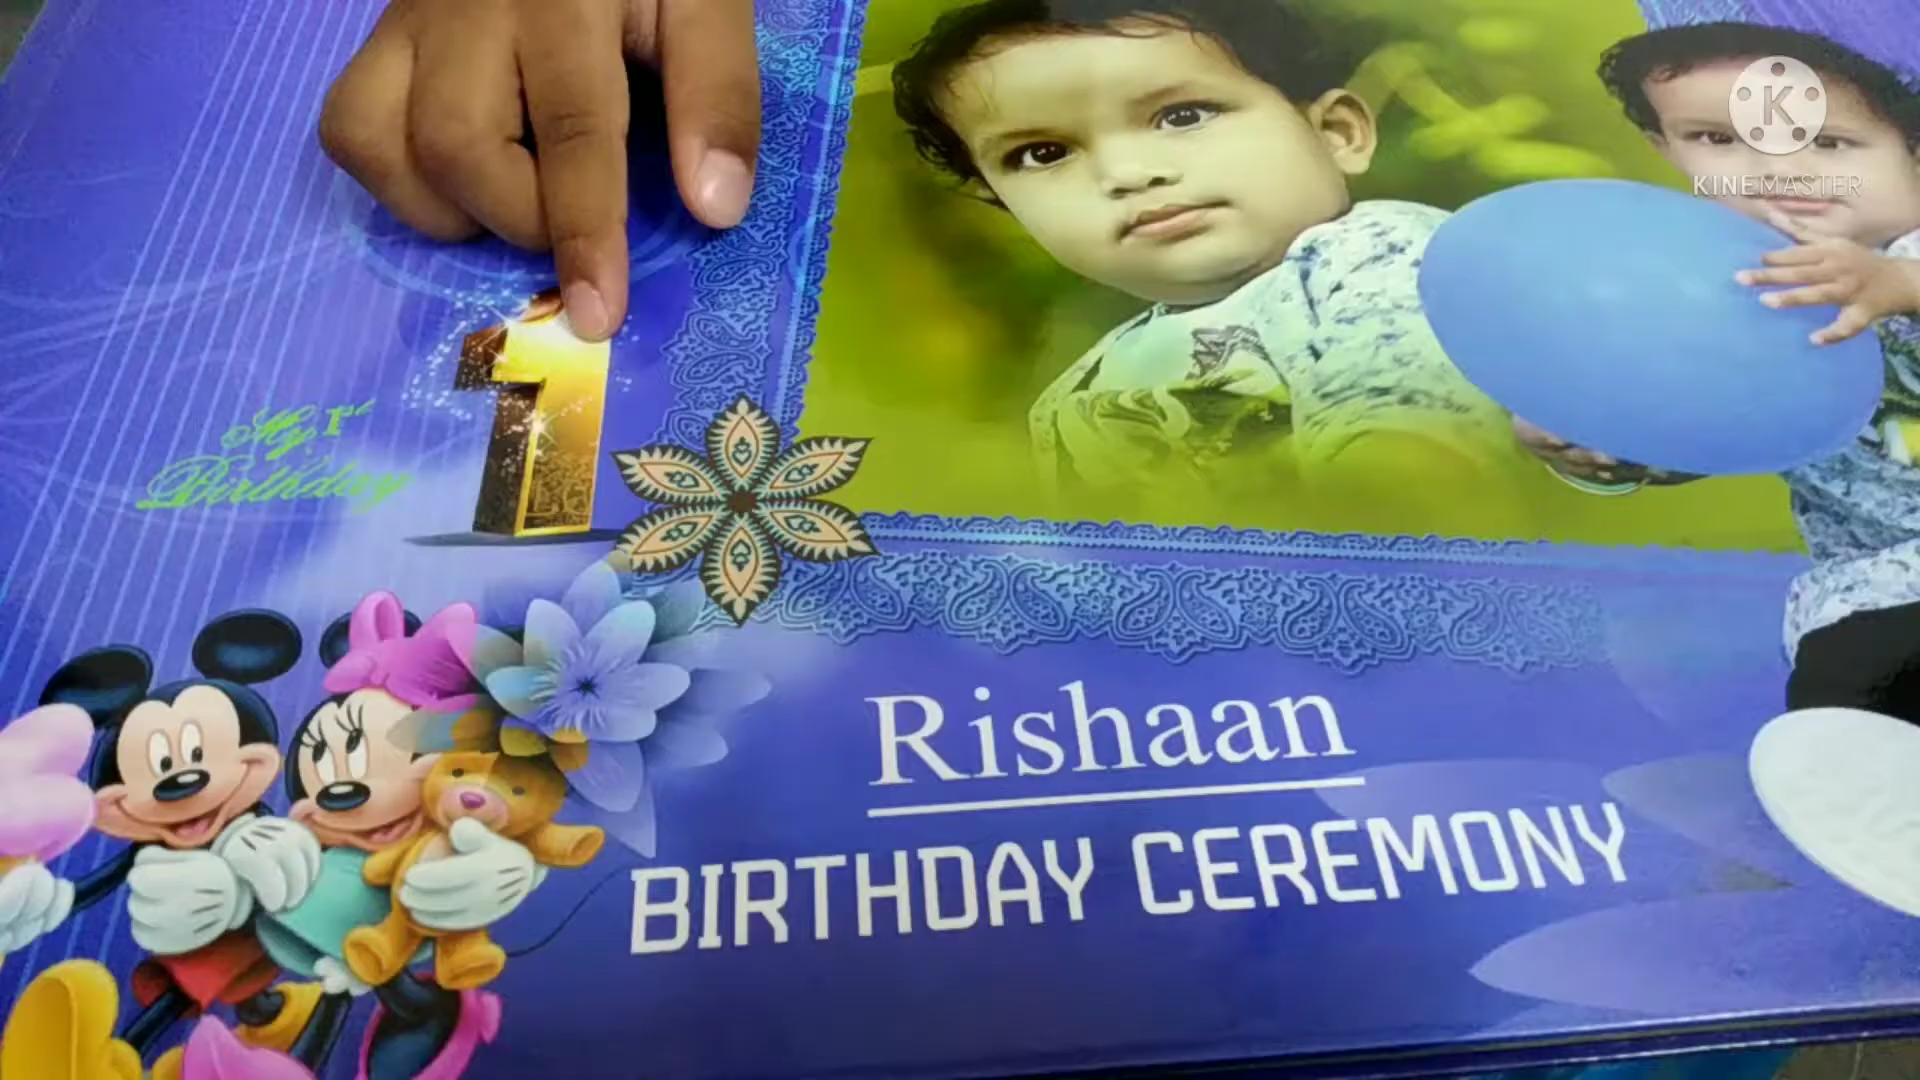 KINEMASTER
1
My 1st
Birthday
Rishaan
BIRTHDAY CEREMONY